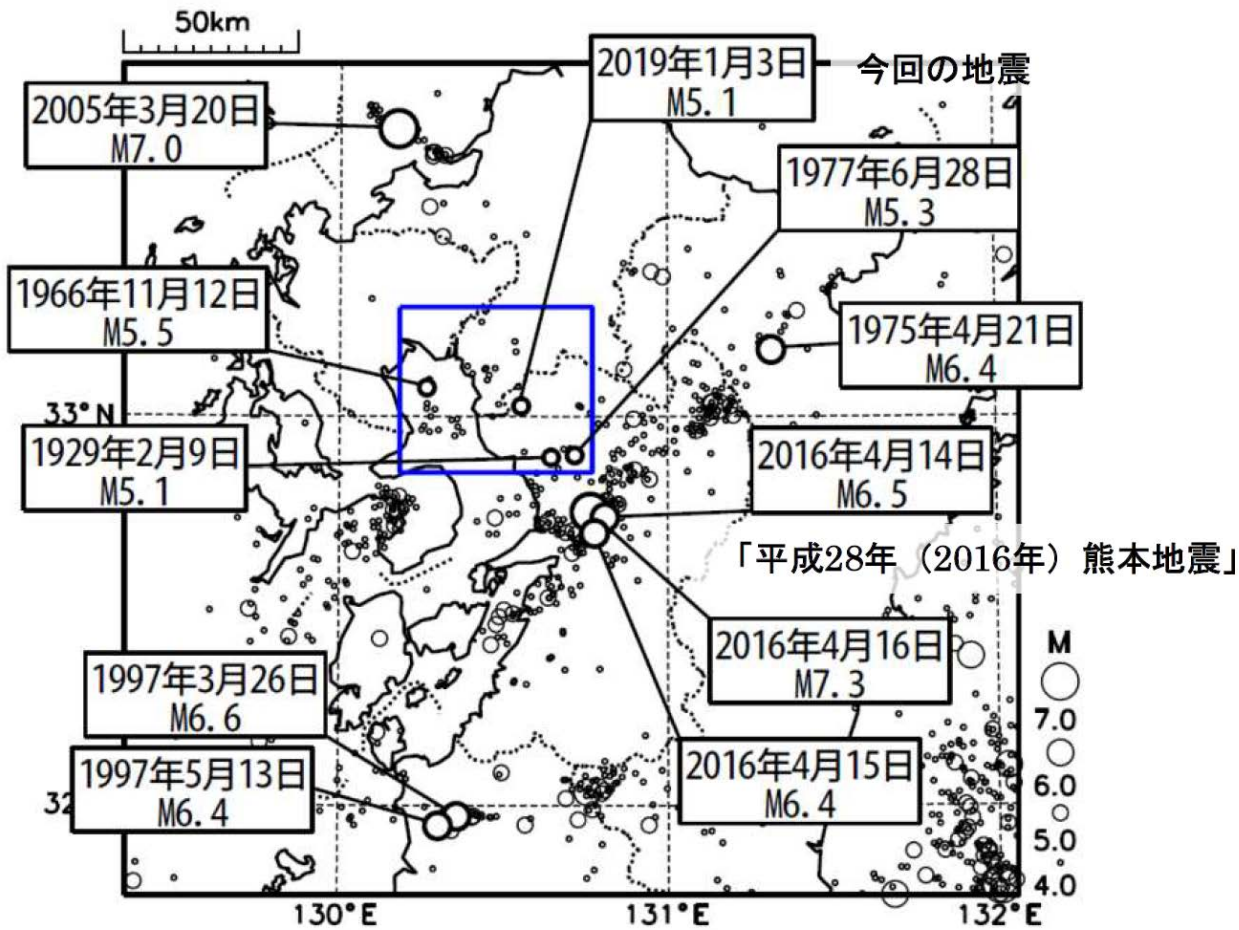 50km
2019年1月3日
M5.1
今回の地震
2005年3月20日
M7.0
1977年6月28日
M5.3
1966年11月12日
M5.5
1975年4月21日
M6.4
33°N
1929年2月9日
M5.1
2016年4月14日
M6.5
「平成28年（2016年）熊本地震」
2016年4月16日
M7.3
1997年3月26日
M6.6
2016年4月15日
M6.4
1997年5月13日
M6.4
32
M
7.0
6.0
5.0
4.0
130°E
131°E
132°E